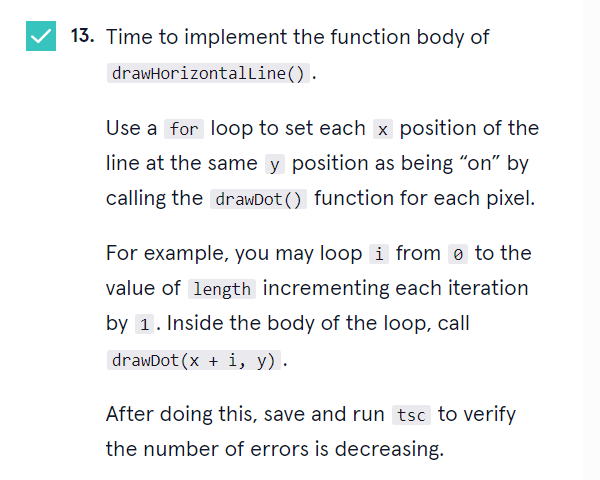 13. Time to implement the function body of
drawHorizontalLine().
Use a for loop to set each x position of the
line at the same y position as being “on” by
calling the drawDot() function for each pixel.
For example, you may loop i from 0 to the
value of length incrementing each iteration
by 1. Inside the body of the loop, call
drawDot(x + i, y).
After doing this, save and run tsc to verify
the number of errors is decreasing.